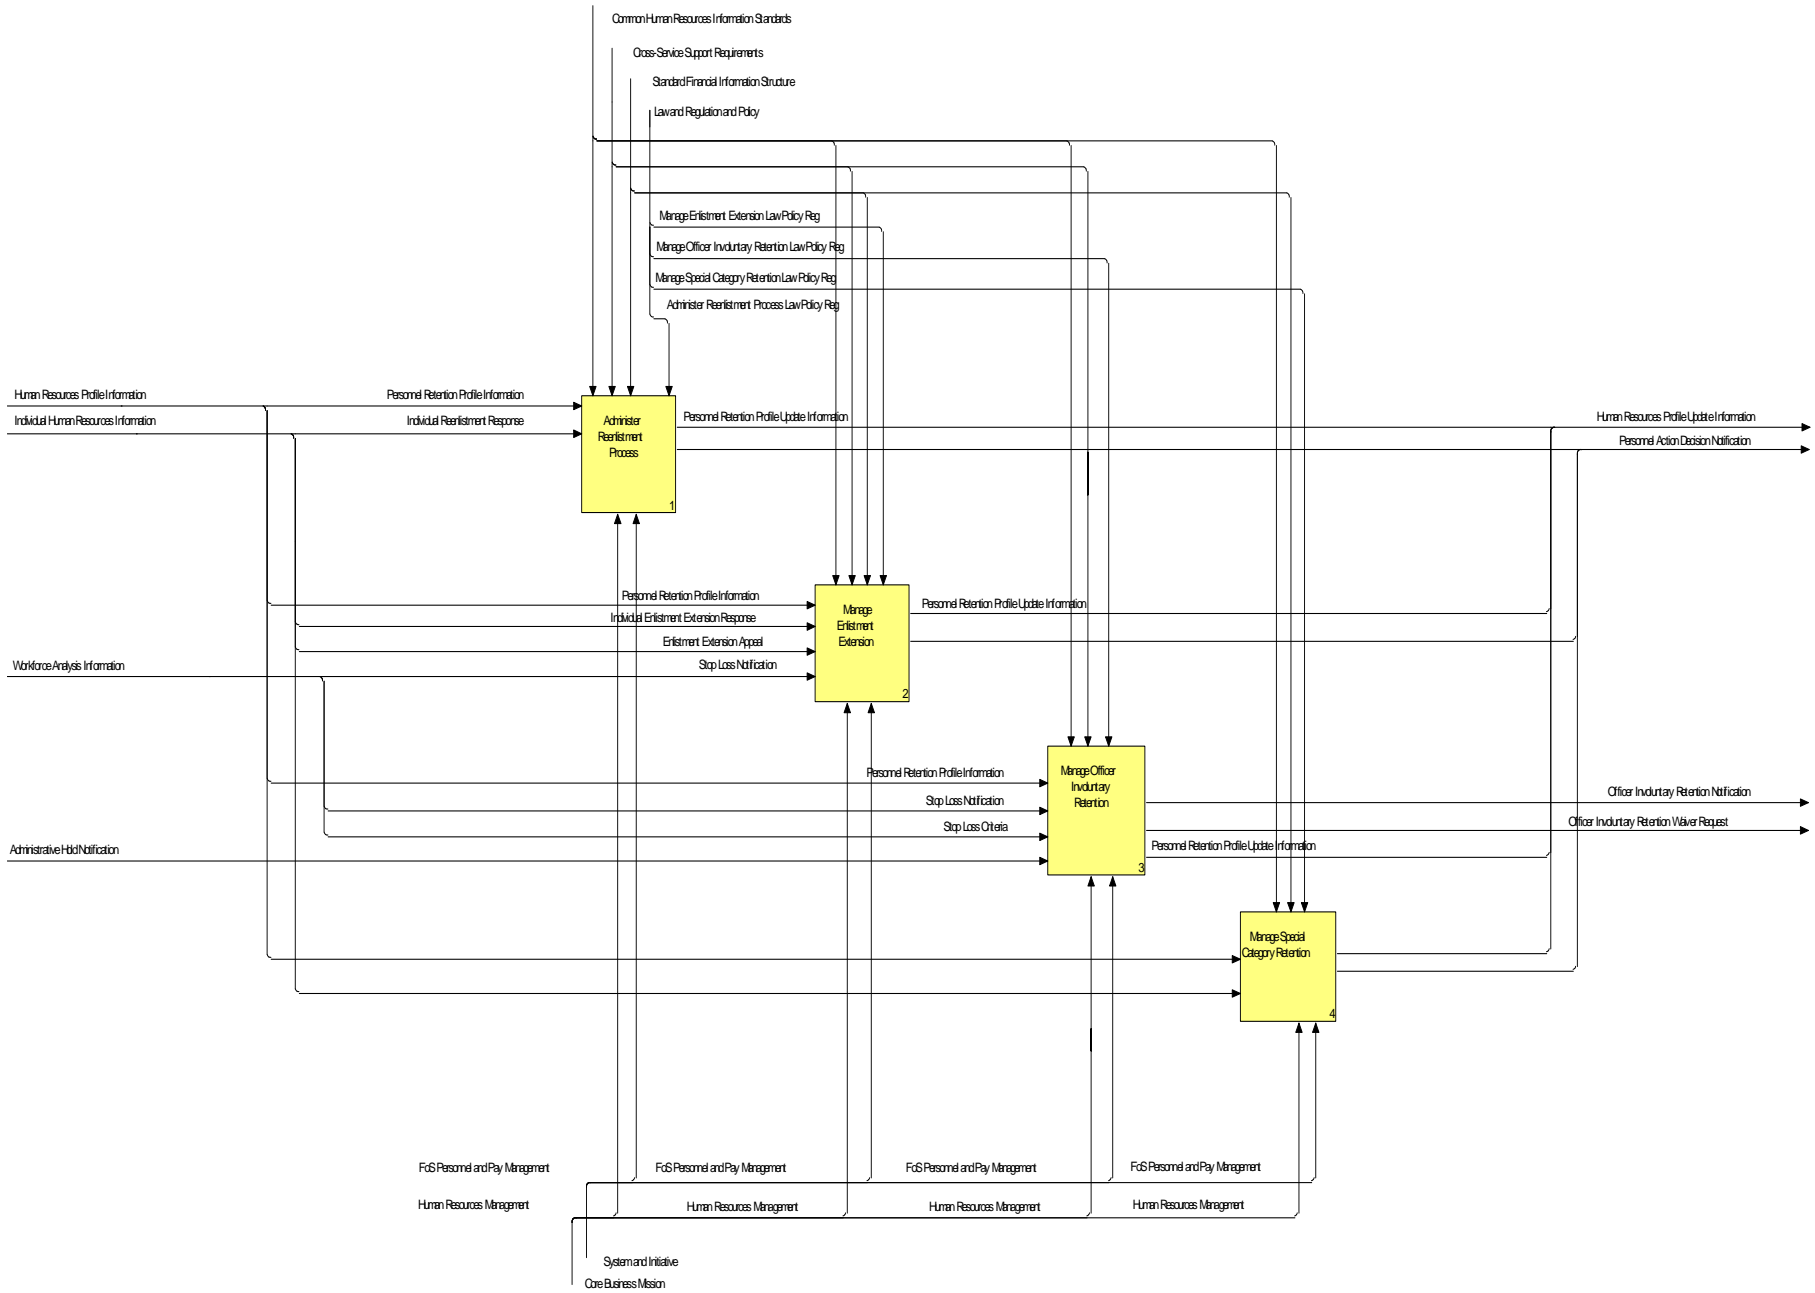 Common Human Resources Information Standards
Cross-Service Support Requirements
Standard Financial Information Structure
Law and Regulation and Policy
Manage Enlistment Extension Law Policy Reg
Manage Officer Involuntary Retention Law Policy Reg
Manage Special Category Retention Law Policy Reg
Administer Reenlistment Process Law Policy Reg
Human Resources Profile Information
Personnel Retention Profile Information
Individual Human Resources Information
Individual Reenlistment Response
Administer
Reenlistment
Process
1
Personnel Retention Profile Update Information
Human Resources Profile Update Information
Personnel Action Decision Notification
Personnel Retention Profile Information
Individual Enlistment Extension Response
Enlistment Extension Appeal
Workforce Analysis Information
Stop Loss Notification
Manage
Enlistment
Extension
2
Personnel Retention Profile Update Information
Personnel Retention Profile Information
Stop Loss Notification
Stop Loss Criteria
Administrative Hold Notification
Manage Officer
Involuntary
Retention
3
Officer Involuntary Retention Notification
Officer Involuntary Retention Waiver Request
Personnel Retention Profile Update Information
Manage Special
Category Retention
4
FoS Personnel and Pay Management
FoS Personnel and Pay Management
FoS Personnel and Pay Management
FoS Personnel and Pay Management
Human Resources Management
Human Resources Management
Human Resources Management
Human Resources Management
System and Initiative
Core Business Mission